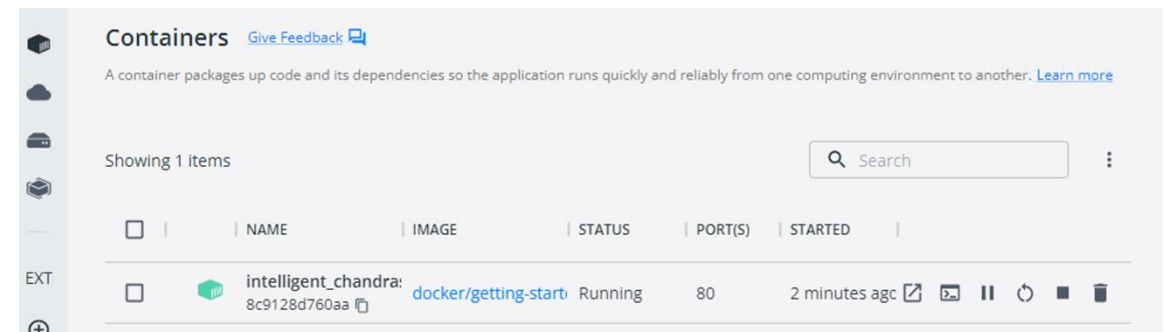 Containers Give Feedback
A container packages up code and its dependencies so the application runs quickly and reliably from one computing environment to another. Learn more
Showing 1 items
Search
NAME IMAGE STATUS PORT(S) STARTED
EXT
intelligent_chandra
8c9128d760aa
docker/getting-start Running 80 2 minutes ago